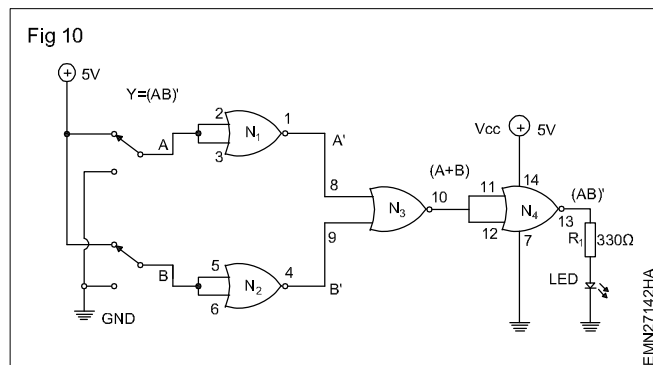 Fig 10
5V
Y=(AB)'
A
2
3
N1
1
A'
Vcc
5V
(A+B)
(AB)'
8
9
N3
10
11
12
14
N4
13
7
R1
330Ω
B
5
6
N2
4
B'
LED
GND
EMN27142HA